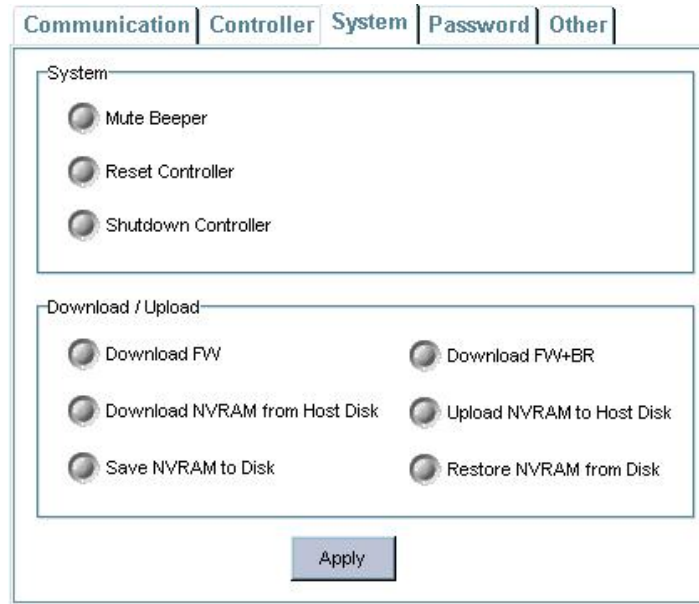 Communication Controller System Password Other
System
Mute Beeper
Reset Controller
Shutdown Controller
Download / Upload
Download FW Download FW+BR
Download NVRAM from Host Disk Upload NVRAM to Host Disk
Save NVRAM to Disk Restore NVRAM from Disk
Apply